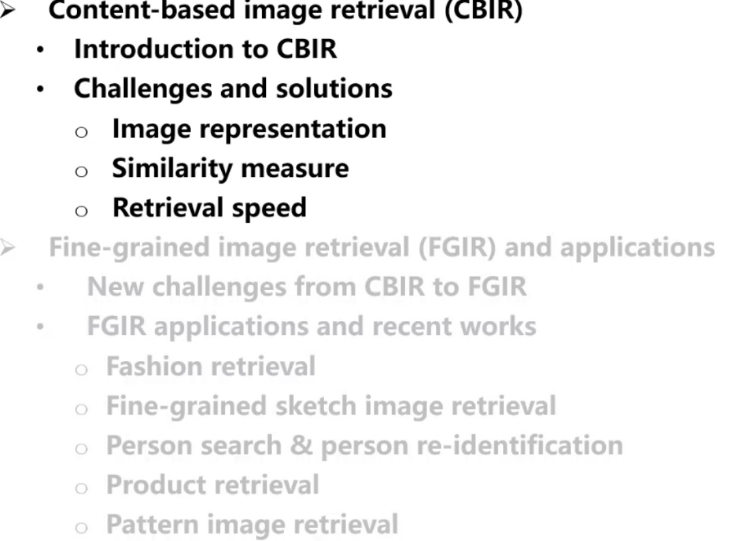 ➢ Content-based image retrieval (CBIR)
• Introduction to CBIR
• Challenges and solutions
o Image representation
o Similarity measure
o Retrieval speed
➢ Fine-grained image retrieval (FGIR) and applications
• New challenges from CBIR to FGIR
• FGIR applications and recent works
o Fashion retrieval
o Fine-grained sketch image retrieval
o Person search & person re-identification
o Product retrieval
o Pattern image retrieval